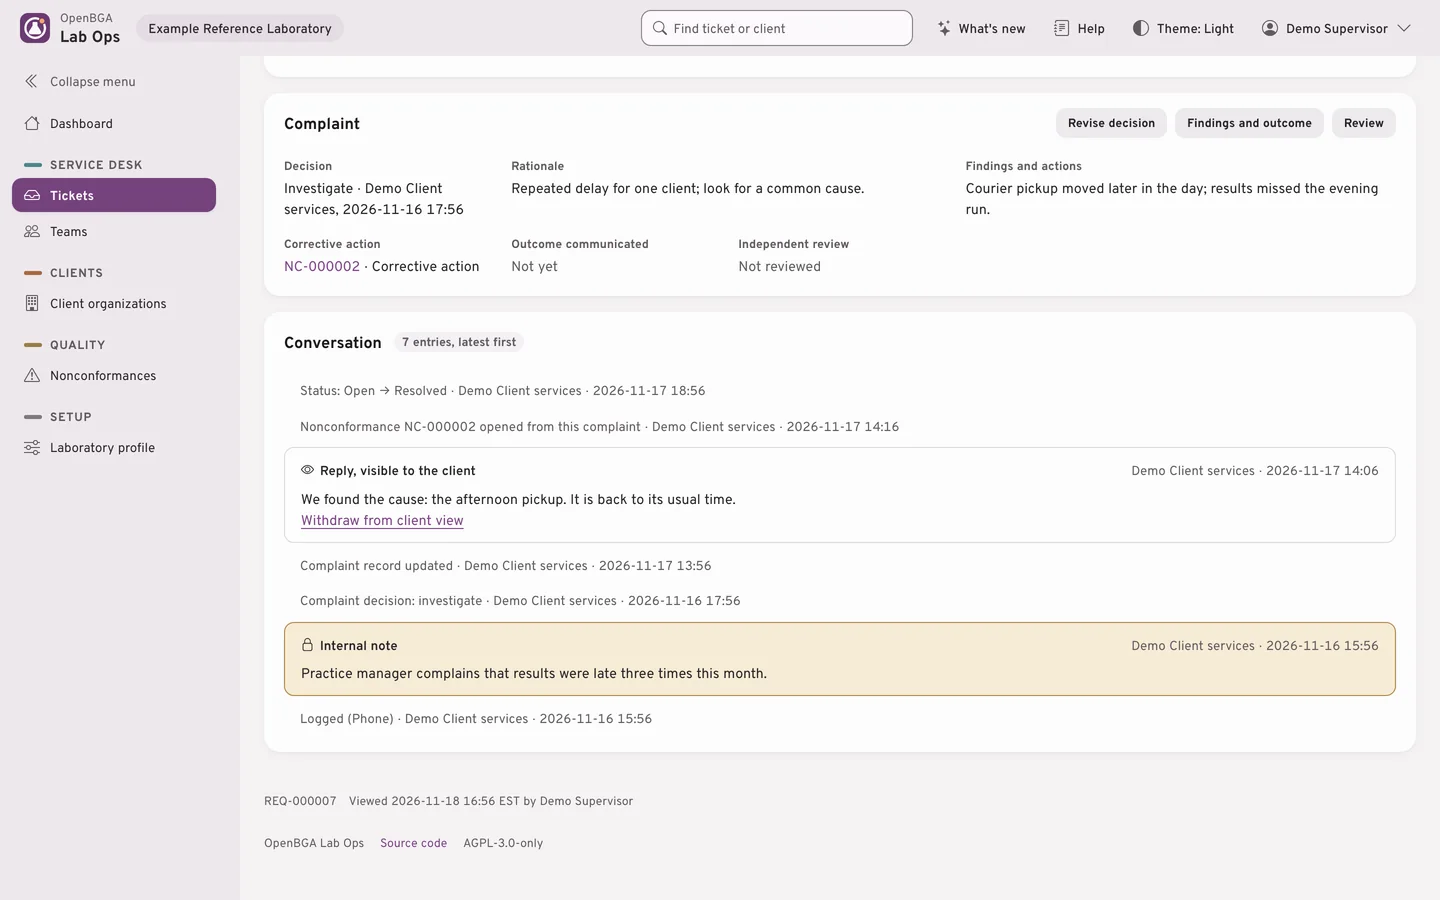 OpenBGA
Lab Ops
Example Reference Laboratory
Find ticket or client
What's new
Help
Theme: Light
Demo Supervisor
Collapse menu
Dashboard
SERVICE DESK
Tickets
Teams
CLIENTS
Client organizations
QUALITY
Nonconformances
SETUP
Laboratory profile
Complaint
Revise decision
Findings and outcome
Review
Decision
Investigate · Demo Client
services, 2026-11-16 17:56
Rationale
Repeated delay for one client; look for a common cause.
Findings and actions
Courier pickup moved later in the day; results missed the evening
run.
Corrective action
NC-000002 · Corrective action
Outcome communicated
Not yet
Independent review
Not reviewed
Conversation
7 entries, latest first
Status: Open → Resolved · Demo Client services · 2026-11-17 18:56
Nonconformance NC-000002 opened from this complaint · Demo Client services · 2026-11-17 14:16
Reply, visible to the client
Demo Client services · 2026-11-17 14:06
We found the cause: the afternoon pickup. It is back to its usual time.
Withdraw from client view
Complaint record updated · Demo Client services · 2026-11-17 13:56
Complaint decision: investigate · Demo Client services · 2026-11-16 17:56
Internal note
Demo Client services · 2026-11-16 15:56
Practice manager complains that results were late three times this month.
Logged (Phone) · Demo Client services · 2026-11-16 15:56
REQ-000007 Viewed 2026-11-18 16:56 EST by Demo Supervisor
OpenBGA Lab Ops Source code AGPL-3.0-only